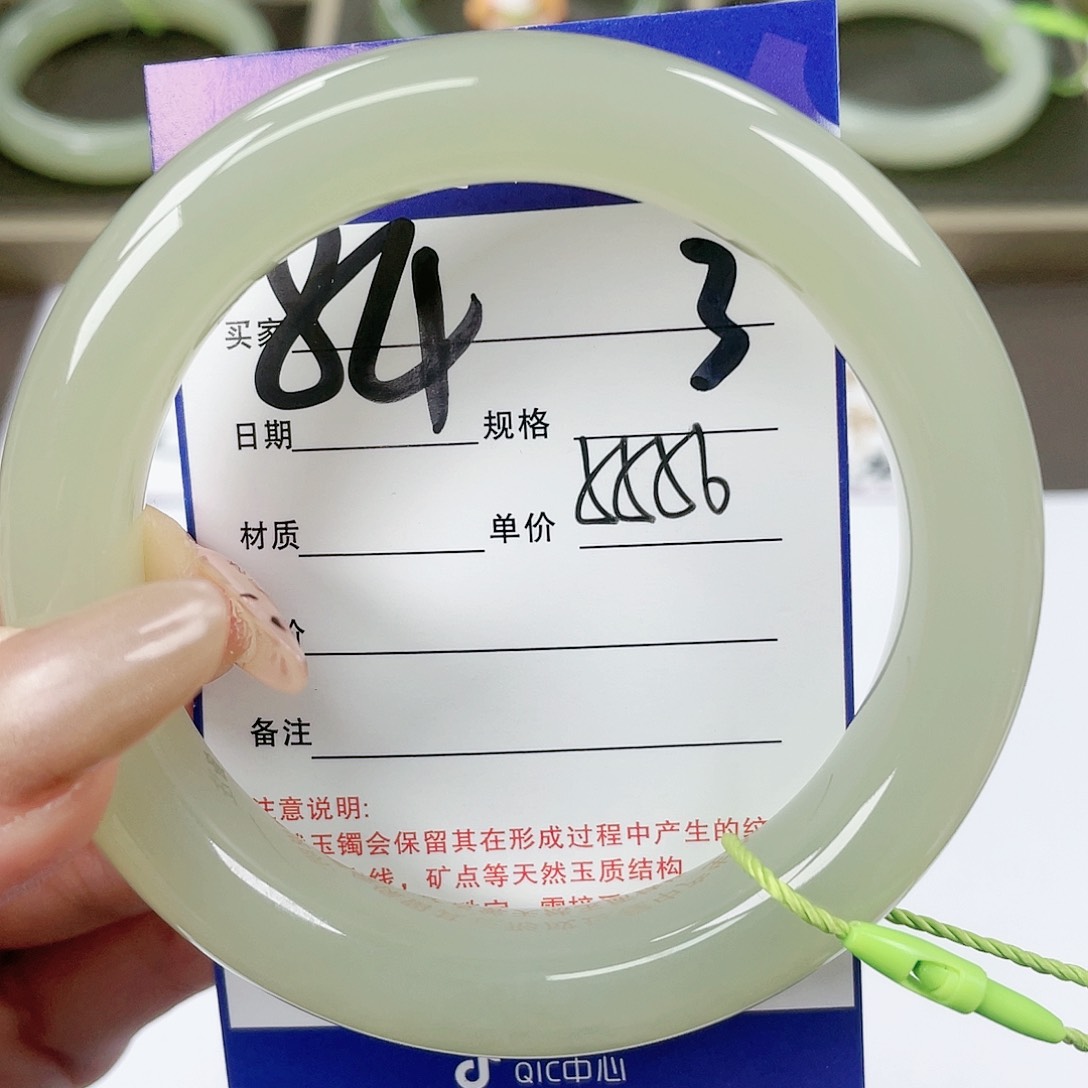 84 3
买家
日期 规格
材质 单价 8886
价
备注
注意说明:
玉镯会保留其在形成过程中产生的纹
线，矿点等天然玉质结构
QIC中心